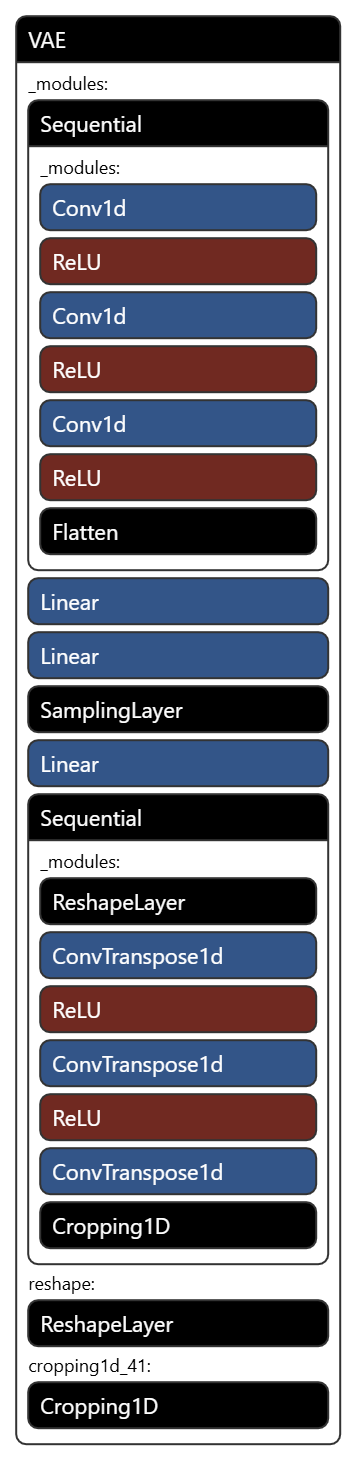 VAE
_modules:
Sequential
_modules:
Conv1d
ReLU
Conv1d
ReLU
Conv1d
ReLU
Flatten
Linear
Linear
SamplingLayer
Linear
Sequential
_modules:
ReshapeLayer
ConvTranspose1d
ReLU
ConvTranspose1d
ReLU
ConvTranspose1d
Cropping1D
reshape:
ReshapeLayer
cropping1d_41:
Cropping1D